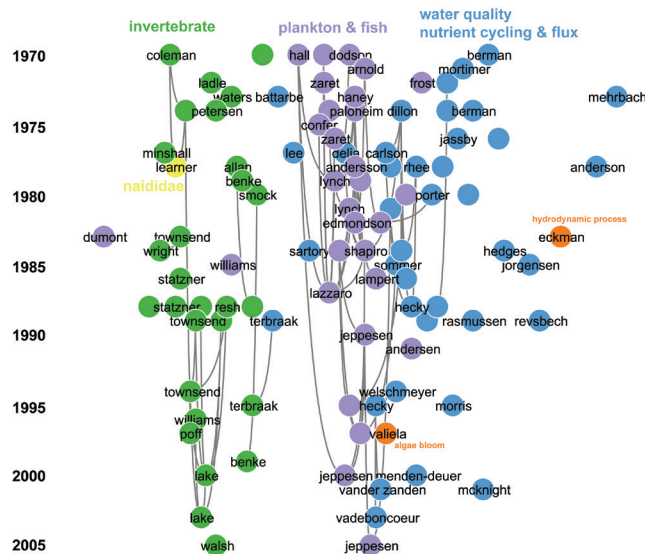 water quality
invertebrate plankton & fish nutrient cycling & flux
1970 coleman hall dodson berman
arnold mortimer
ladle zaret frost
waters battarbe haney mehrbach
petersen paloneim dillon berman
1975 confer
zaret jassby
minshall lee delia carlson
learner allan andersson rhee anderson
naididae benke lynch
1980 smock porter
lynch
edmondson hydrodynamic process
dumont townsend eckman
wright sartory shapiro hedges
1985 williams sommer jorgensen
statzner lampert
lazzaro
statzner resh hecky
townsend terbraak rasmussen revsbech
1990 jeppesen
andersen
townsend welschmeyer
1995 terbraak hecky morris
williams
poff valiela
algae bloom
benke
2000 lake jeppesen menden-deuer
vander zanden mcknight
lake vadeboncoeur
2005 walsh jeppesen